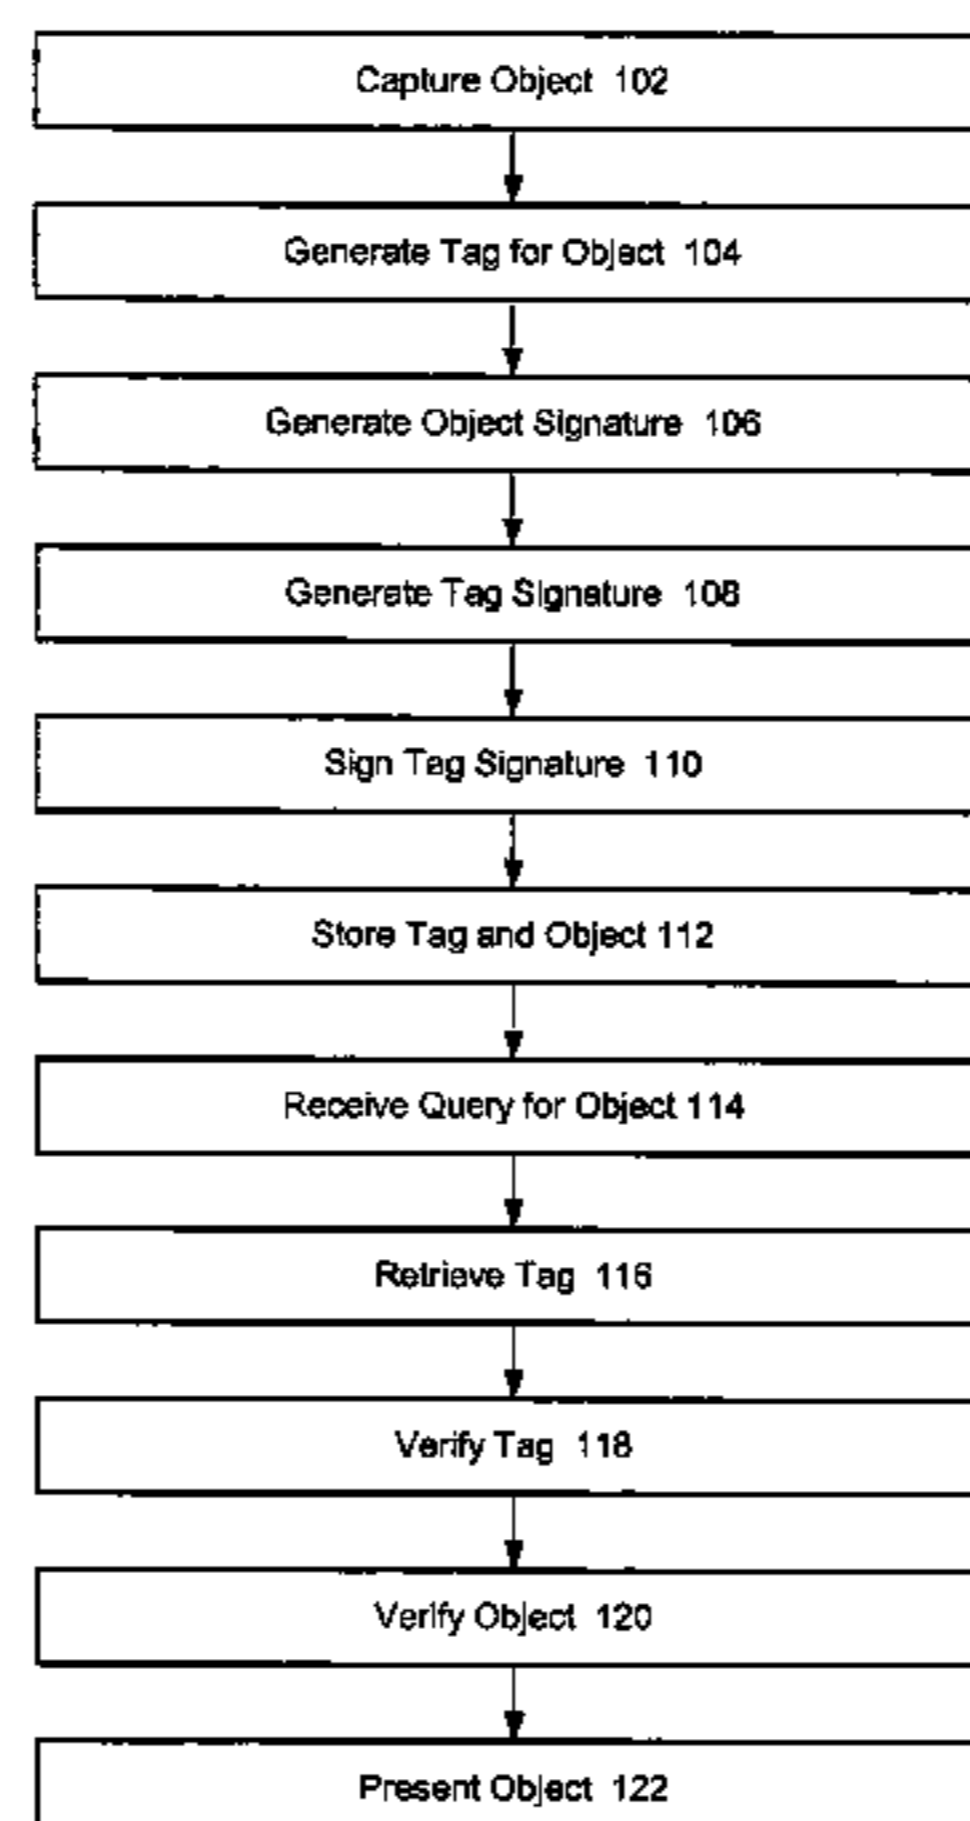 Capture Object 102
Generate Tag for Object 104
Generate Object Signature 106
Generate Tag Signature 108
Sign Tag Signature 110
Store Tag and Object 112
Receive Query for Object 114
Retrieve Tag 116
Verify Tag 118
Verify Object 120
Present Object 122